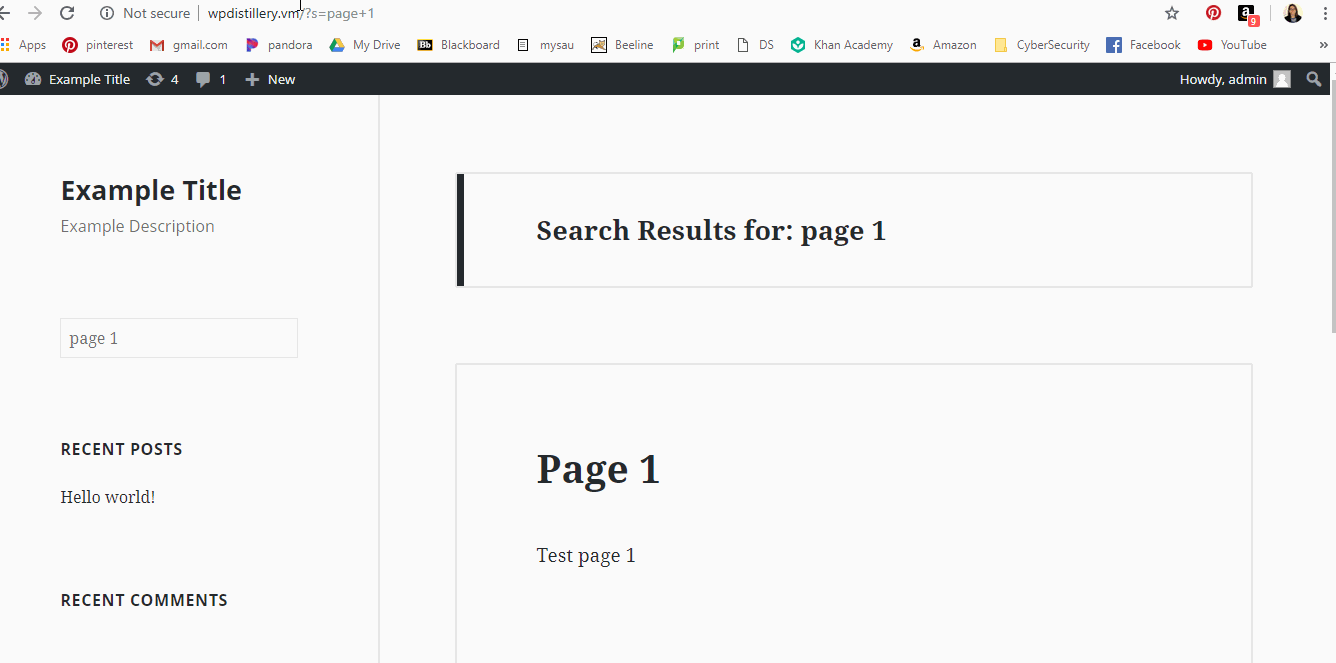 Not secure | wpdistillery.vm/?s=page+1
9
Apps pinterest gmail.com pandora My Drive Bb Blackboard mysau Beeline print DS Khan Academy a Amazon CyberSecurity Facebook YouTube »
Example Title 4 1 + New Howdy, admin
Example Title
Example Description
page 1
RECENT POSTS
Hello world!
RECENT COMMENTS
Search Results for: page 1
Page 1
Test page 1